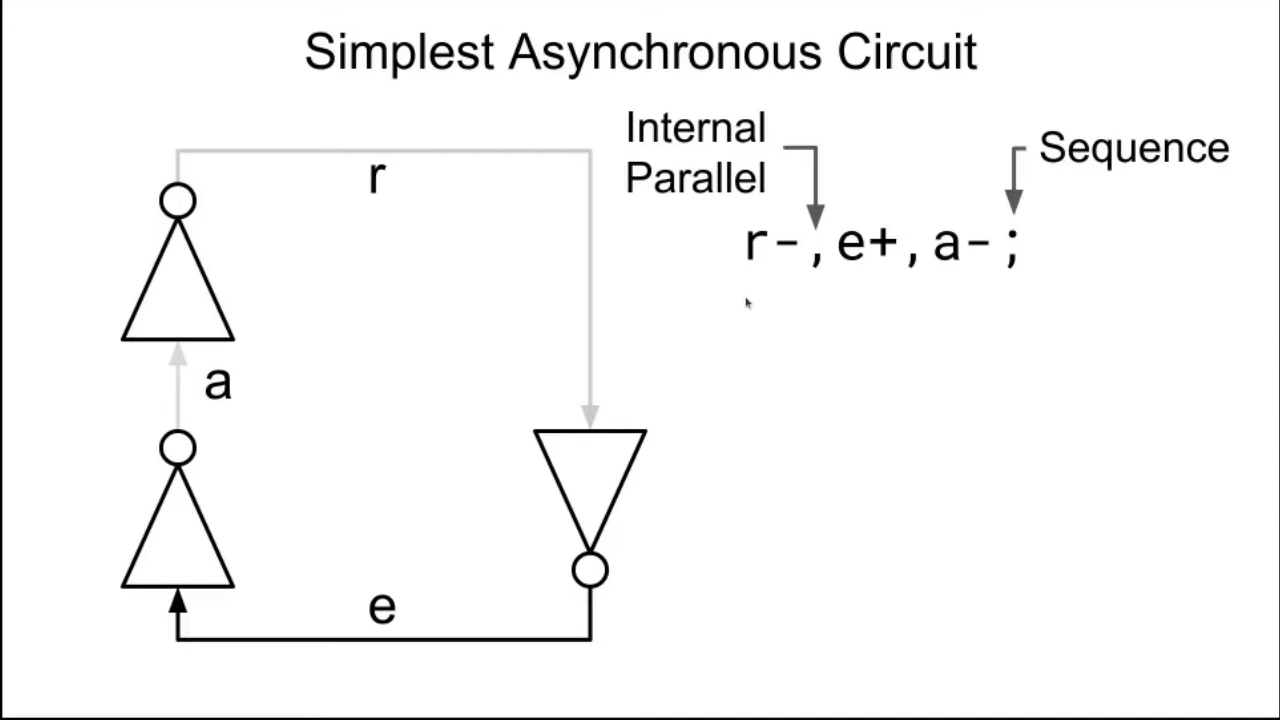 Simplest Asynchronous Circuit
Internal
Parallel
Sequence
r-,e+,a-;
r
a
e